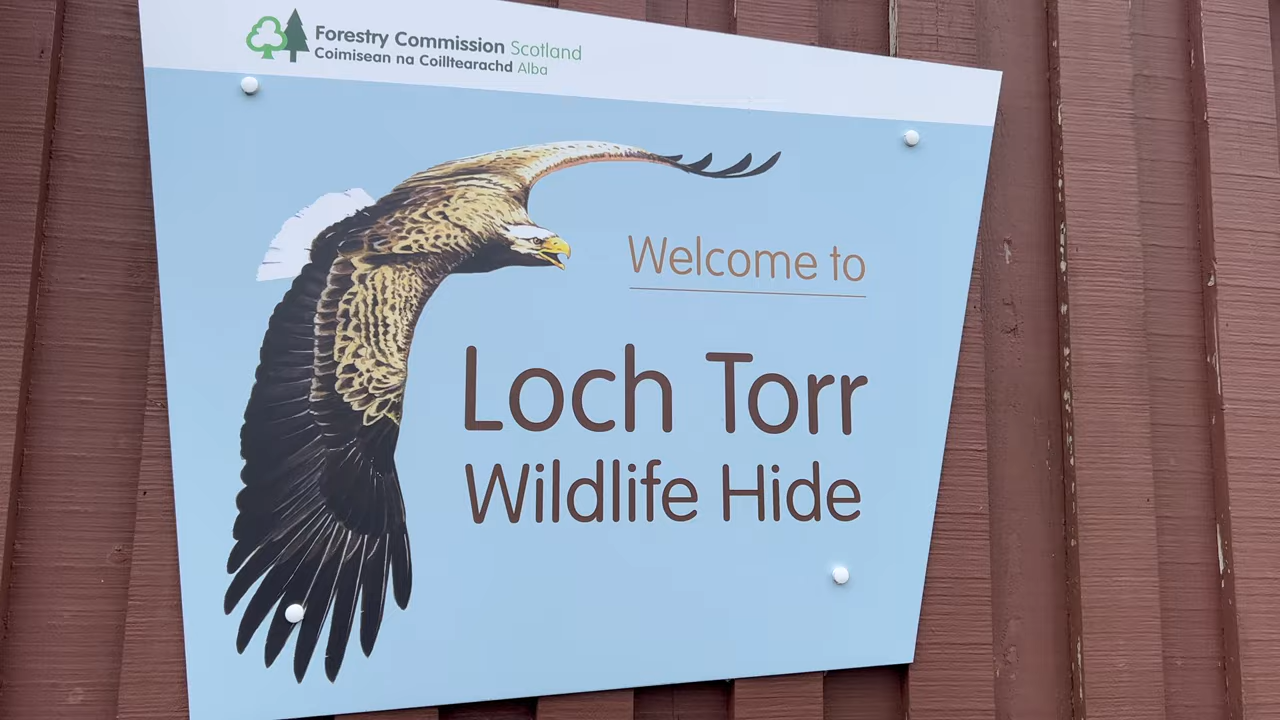 Forestry Commission Scotland
Coimisean na Coilltearachd Alba
Welcome to
Loch Torr
Wildlife Hide